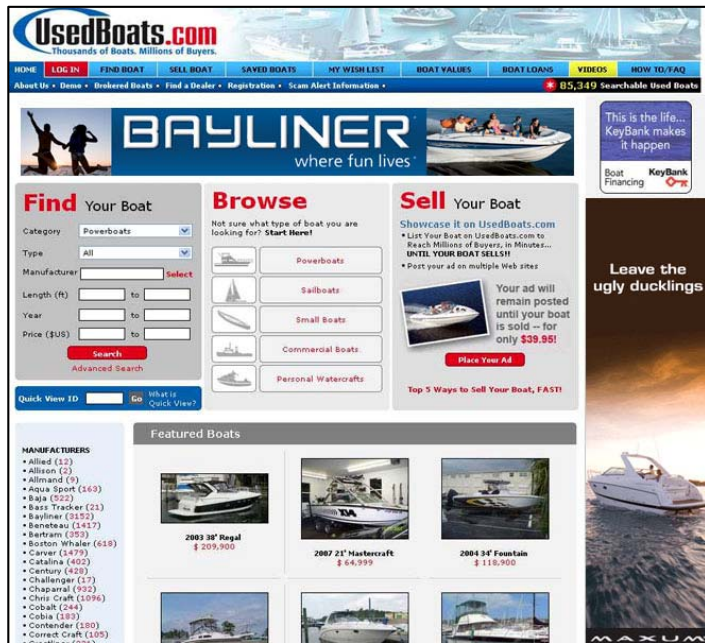 UsedBoats.com
Thousands of Boats. Millions of Buyers.
HOME LOG IN FIND BOAT SELL BOAT SAVED BOATS MY WISH LIST BOAT VALUES BOAT LOANS VIDEOS HOW TO/FAQ
About Us • Demo • Brokered Boats • Find a Dealer • Registration • Scam Alert Information •
85,349 Searchable Used Boats
BAYLINER
where fun lives
This is the life...
KeyBank makes
it happen
Boat
Financing
KeyBank
Find Your Boat
Category Powerboats
Type All
Manufacturer Select
Length (ft) to
Year to
Price ($US) to
Search
Advanced Search
Quick View ID Go What is
Quick View?
Browse
Not sure what type of boat you are
looking for? Start Here!
Powerboats
Sailboats
Small Boats
Commercial Boats
Personal Watercrafts
Sell Your Boat
Showcase it on UsedBoats.com
• List Your Boat on UsedBoats.com to
Reach Millions of Buyers, in Minutes...
UNTIL YOUR BOAT SELLS!!
• Post your ad on multiple Web sites
Your ad will
remain posted
until your boat
is sold -- for
only $39.95!
Place Your Ad
Top 5 Ways to Sell Your Boat, FAST!
Leave the
ugly ducklings
MAXUM
MANUFACTURERS
• Allied (12)
• Allison (2)
• Allmand (9)
• Aqua Sport (163)
• Baja (522)
• Bass Tracker (21)
• Bayliner (3152)
• Beneteau (1417)
• Bertram (353)
• Boston Whaler (618)
• Carver (1479)
• Catalina (402)
• Century (428)
• Challenger (17)
• Chaparral (932)
• Chris Craft (1096)
• Cobalt (244)
• Cobia (183)
• Contender (180)
• Correct Craft (105)
Featured Boats
2003 38' Regal
$ 209,900
2007 21' Mastercraft
$ 64,999
2004 34' Fountain
$ 118,900